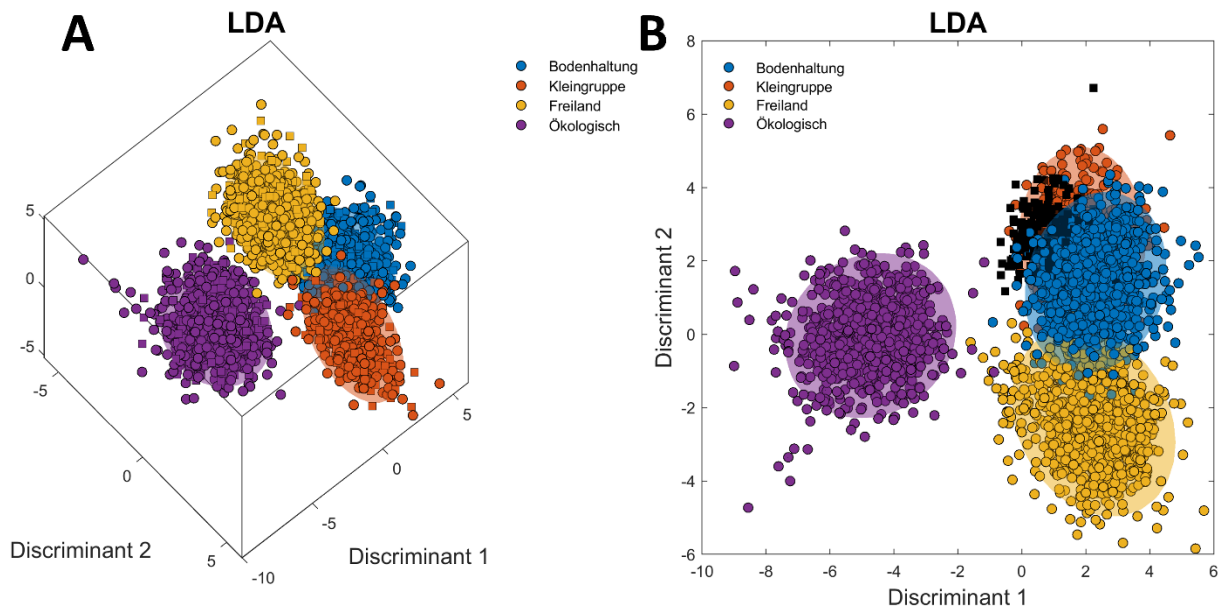 A
LDA
Bodenhaltung
Kleingruppe
Freiland
Ökologisch
5
0
-5
-5
0
5
-10
-5
0
5
Discriminant 2
Discriminant 1
B
LDA
Bodenhaltung
Kleingruppe
Freiland
Ökologisch
8
6
4
2
0
-2
-4
-6
-10
-8
-6
-4
-2
0
2
4
6
Discriminant 2
Discriminant 1